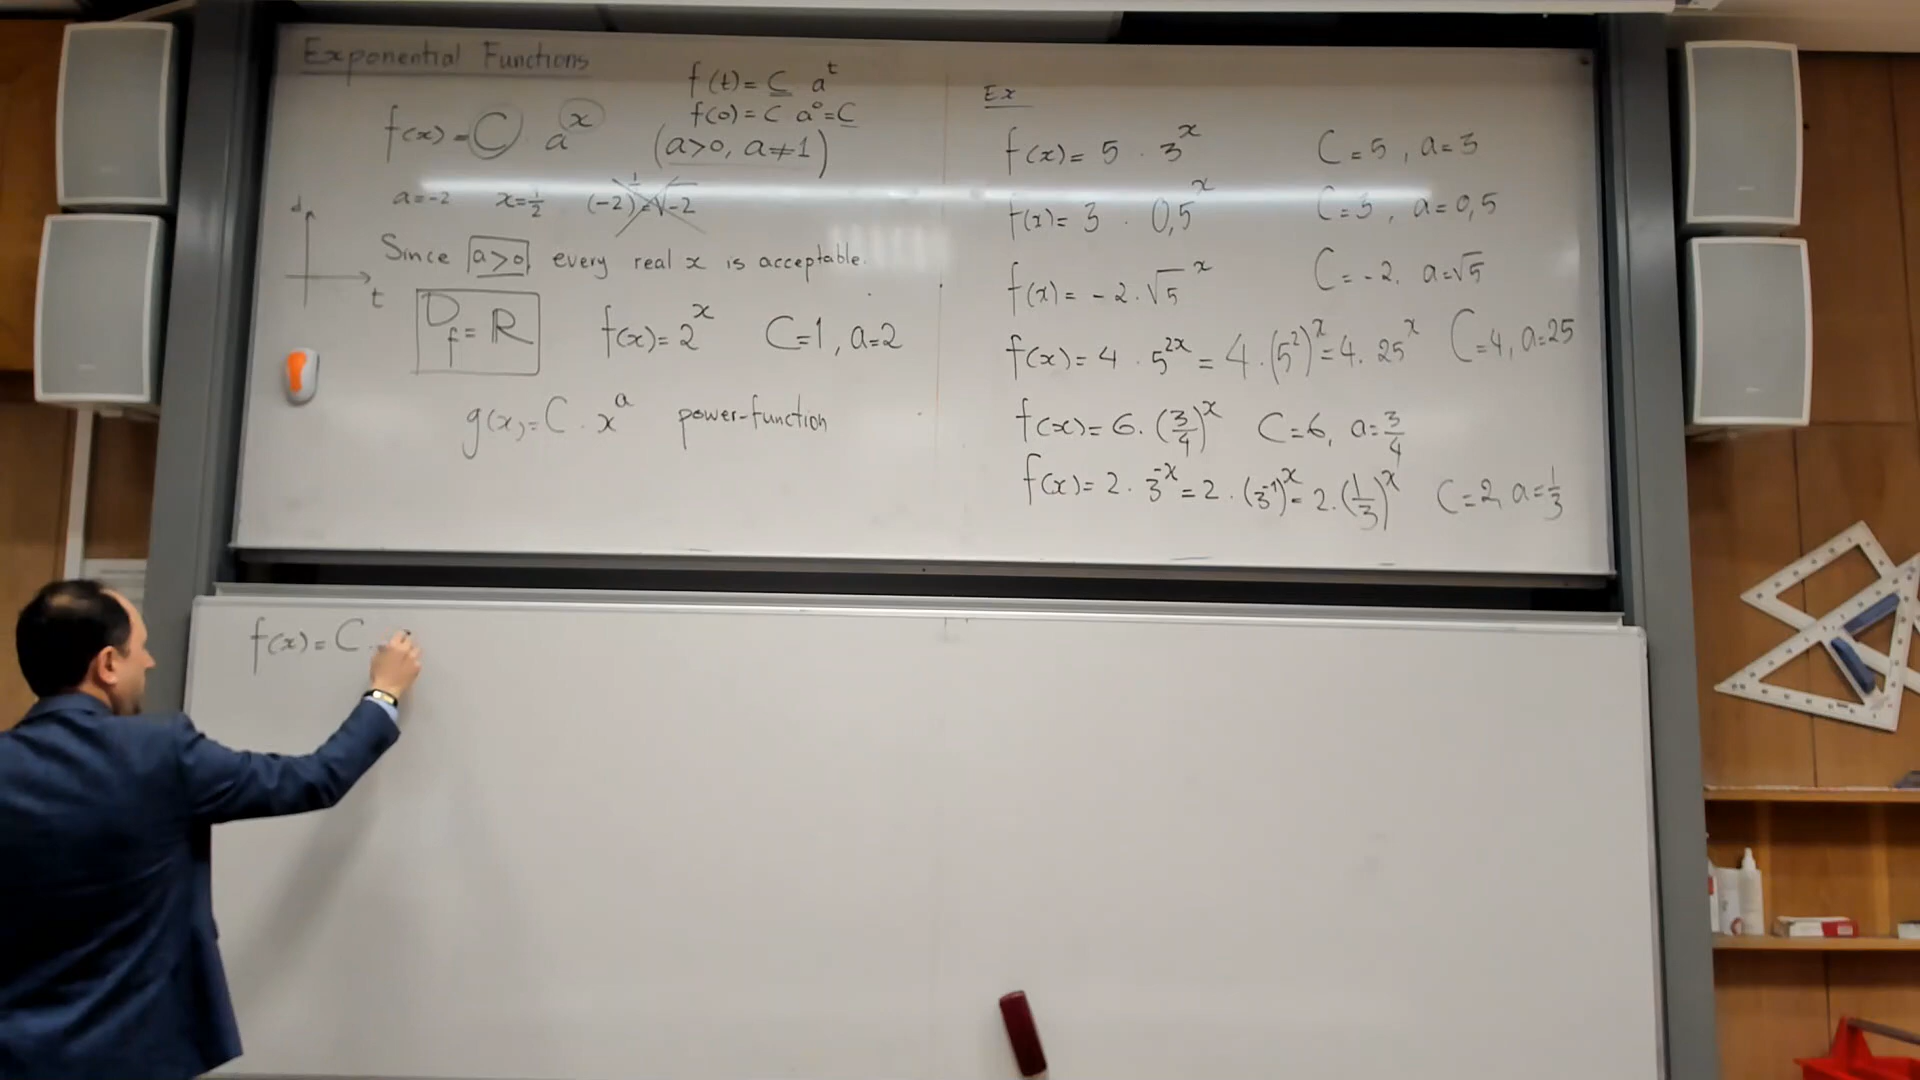 Exponential Functions
f(t) = C a^t
f(0) = C a^0 = C
f(x) = C · a^x (a>0, a≠1)
a=-2 x=1/2 (-2)^1/2 = √-2
d
t
Since a>0, every real x is acceptable.
D_f = R f(x) = 2^x C=1, a=2
g(x) = C · x^a power-function
Ex
f(x) = 5 · 3^x C=5, a=3
f(x) = 3 · 0,5^x C=3, a=0,5
f(x) = -2 · √5^x C=-2, a=√5
f(x) = 4 · 5^2x = 4 · (5^2)^x = 4 · 25^x C=4, a=25
f(x) = 6 · (3/4)^x C=6, a=3/4
f(x) = 2 · 3^-x = 2 · (3^-1)^x = 2 · (1/3)^x C=2, a=1/3
f(x) = C ·